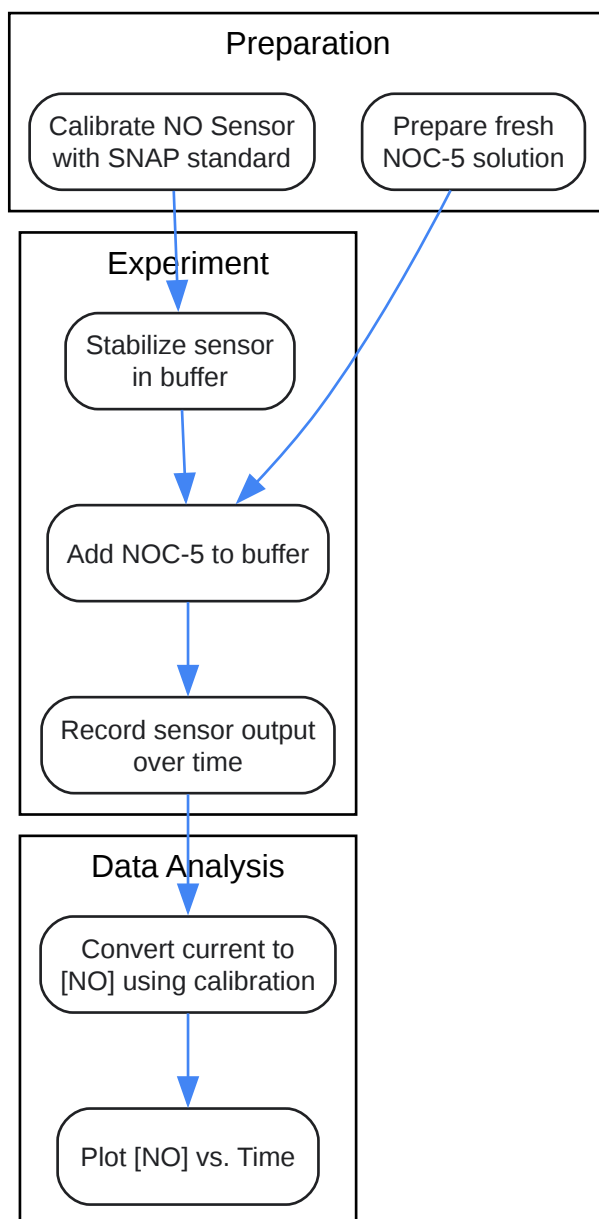 Preparation
Calibrate NO Sensor
with SNAP standard
Prepare fresh
NOC-5 solution
Experiment
Stabilize sensor
in buffer
Add NOC-5 to buffer
Record sensor output
over time
Data Analysis
Convert current to
[NO] using calibration
Plot [NO] vs. Time